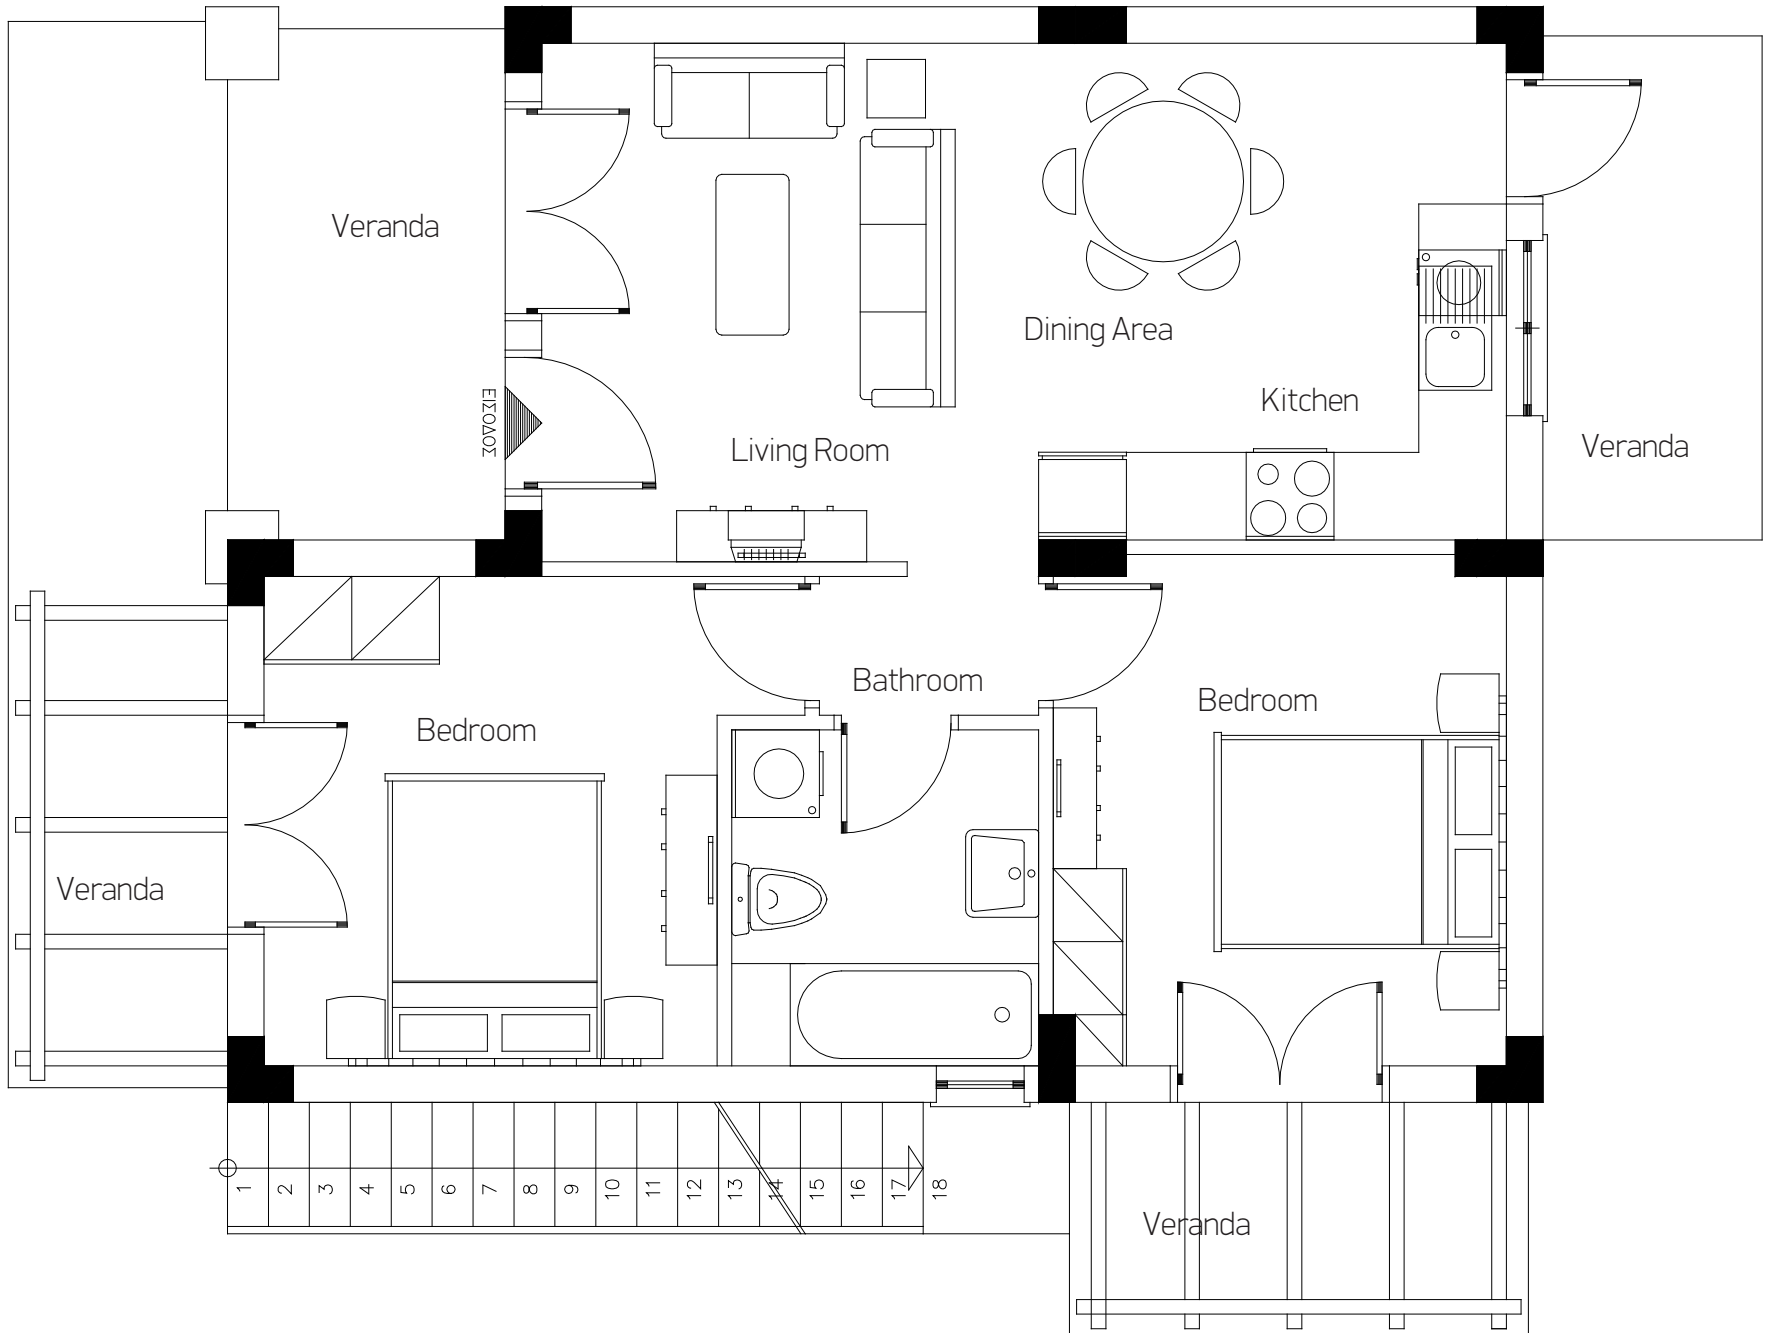 Veranda
Dining Area
Kitchen
ΕΙΣΟΔΟΣ
Living Room
Veranda
Bathroom
Bedroom
Bedroom
Veranda
1 2 3 4 5 6 7 8 9 10 11 12 13 14 15 16 17 18
Veranda